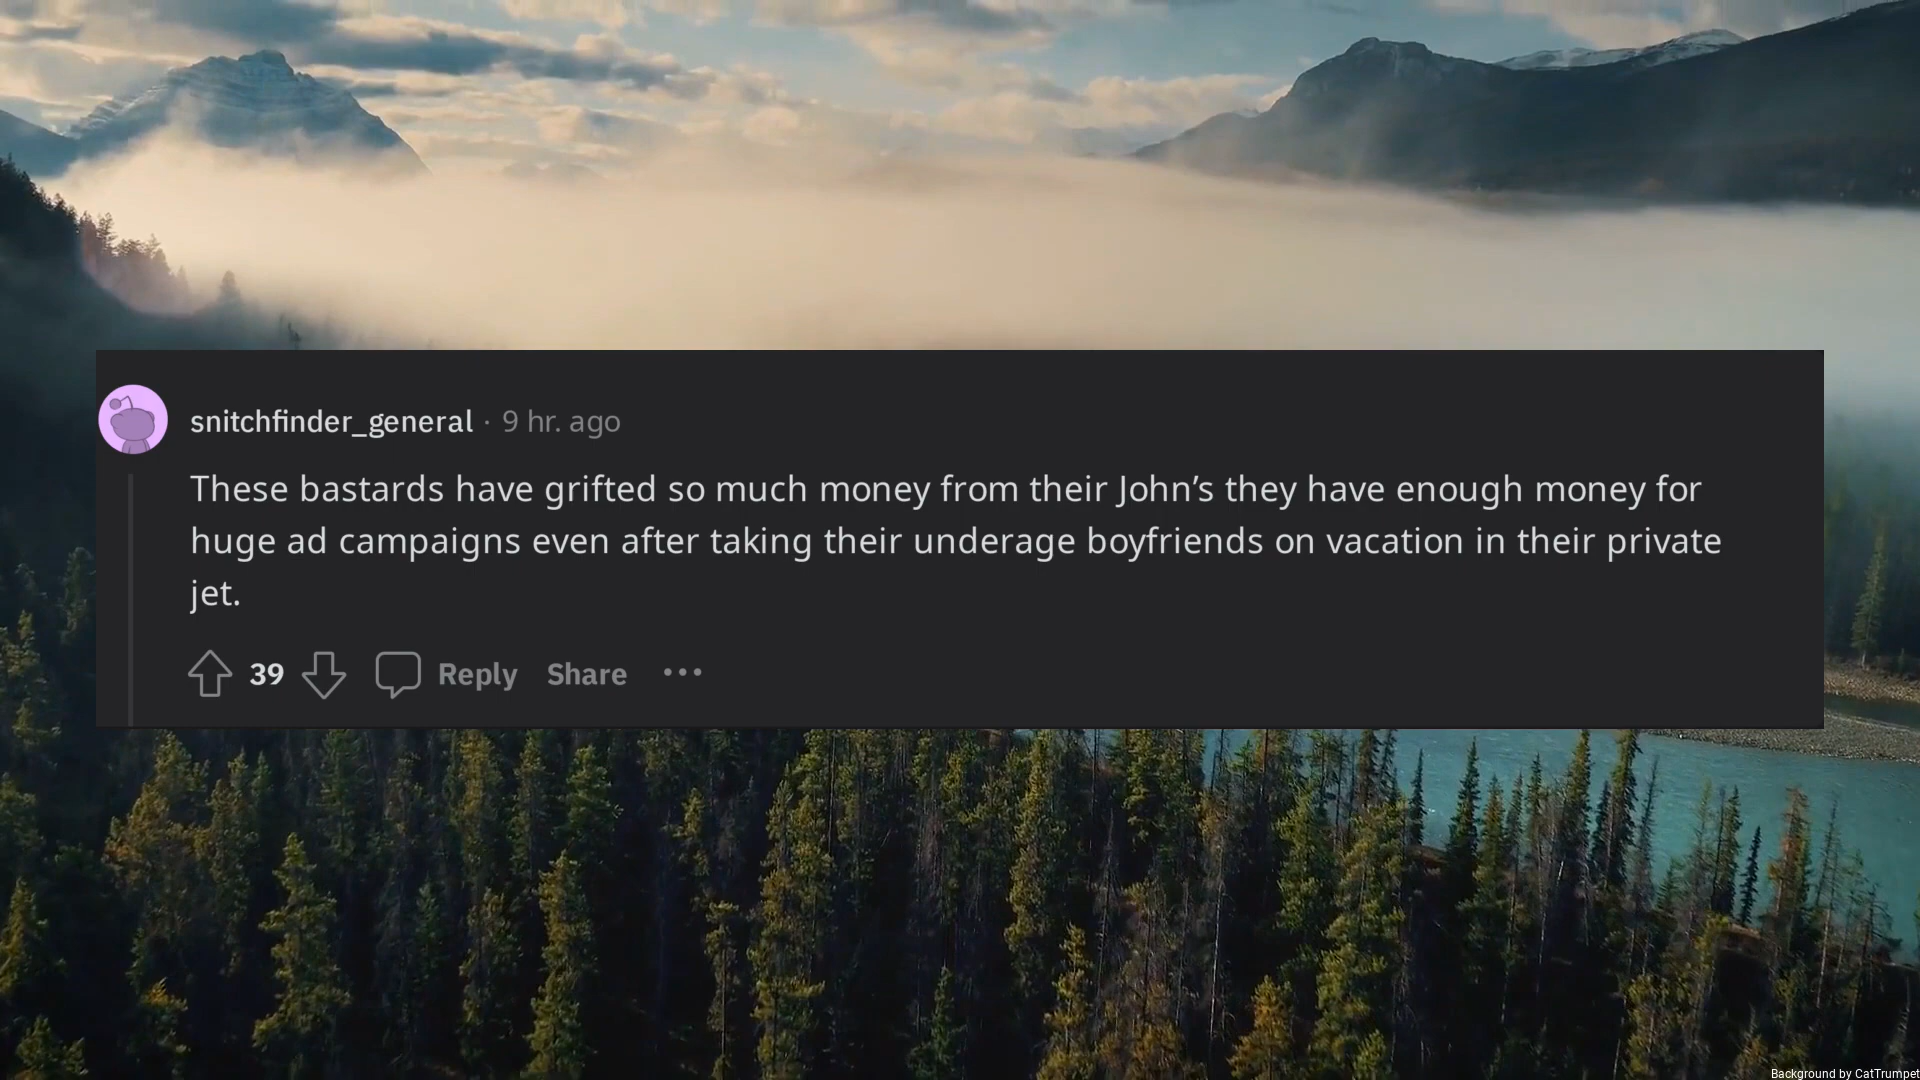 snitchfinder_general · 9 hr. ago
These bastards have grifted so much money from their John’s they have enough money for
huge ad campaigns even after taking their underage boyfriends on vacation in their private
jet.
39 Reply Share ···
Background by CatTrumpet